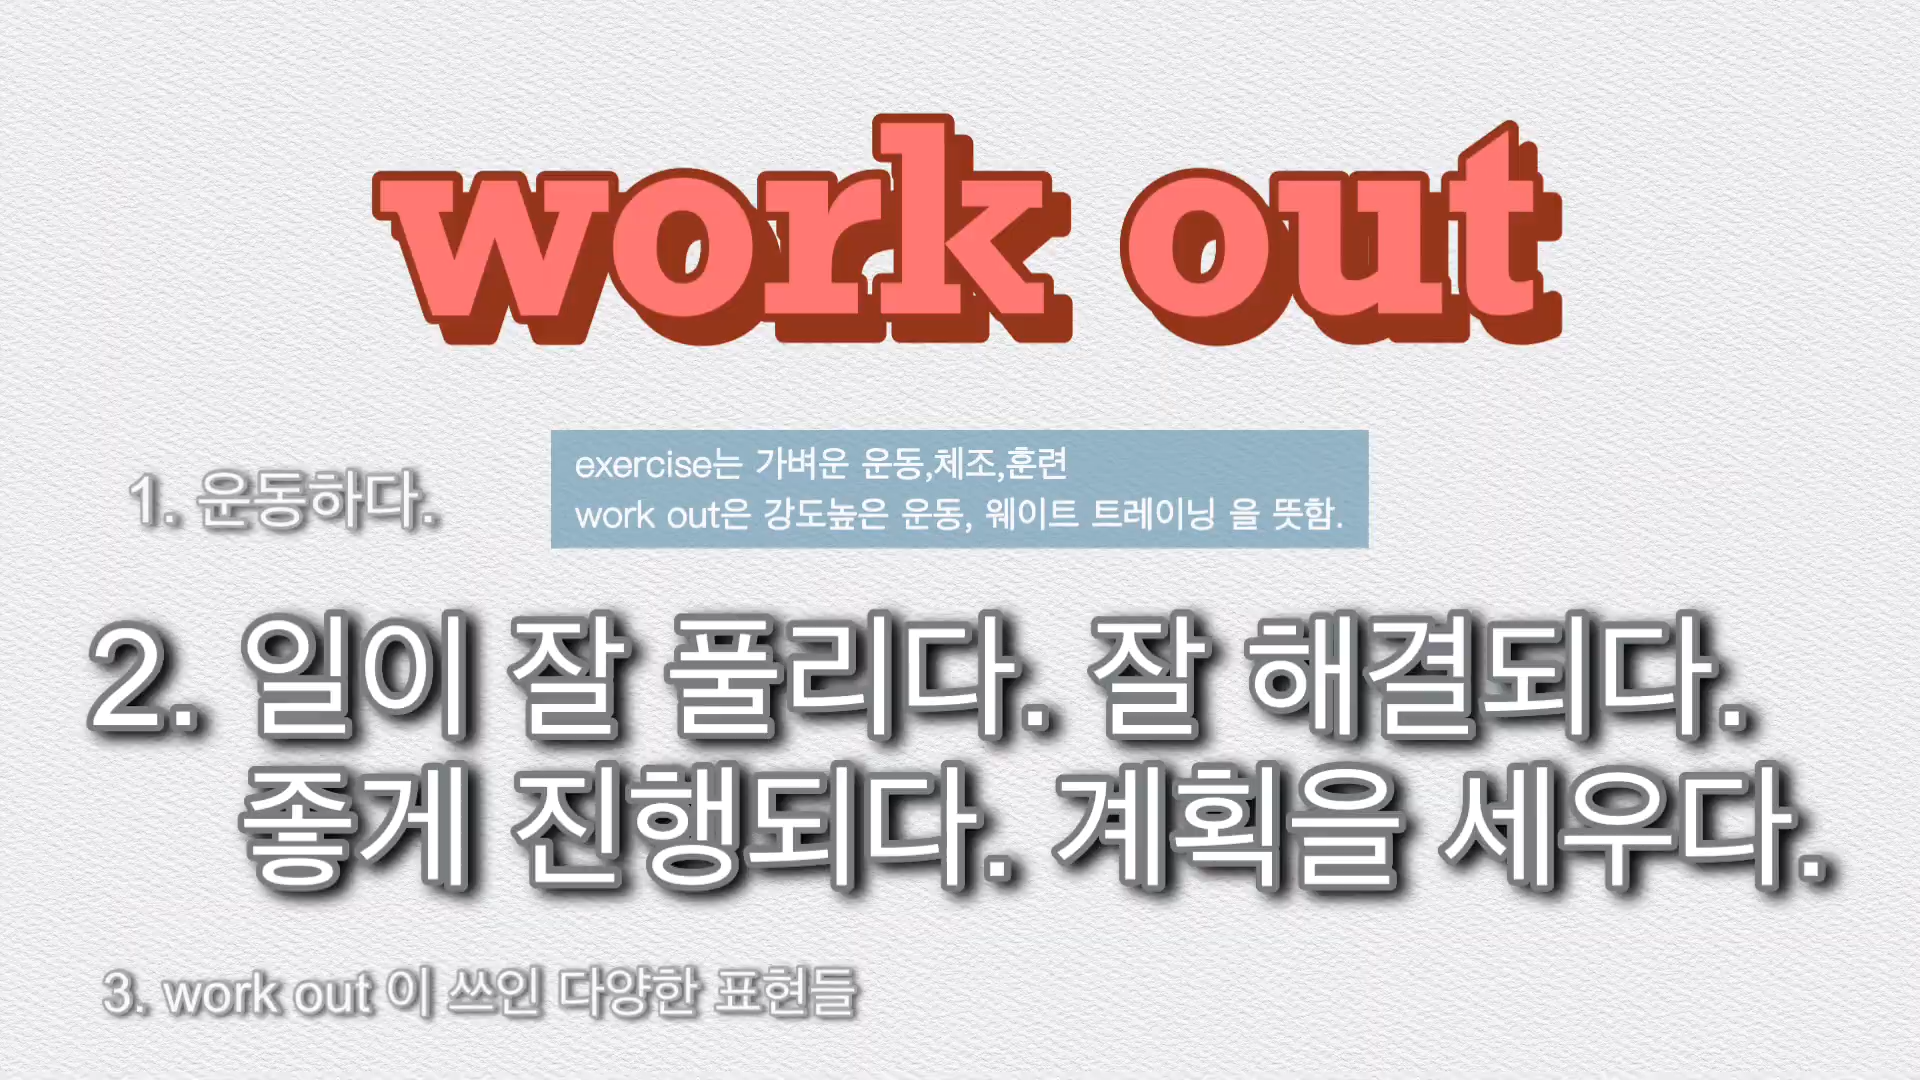 work out
1. 운동하다.
exercise는 가벼운 운동,체조,훈련
work out은 강도높은 운동, 웨이트 트레이닝 을 뜻함.
2. 일이 잘 풀리다. 잘 해결되다.
좋게 진행되다. 계획을 세우다.
3. work out 이 쓰인 다양한 표현들